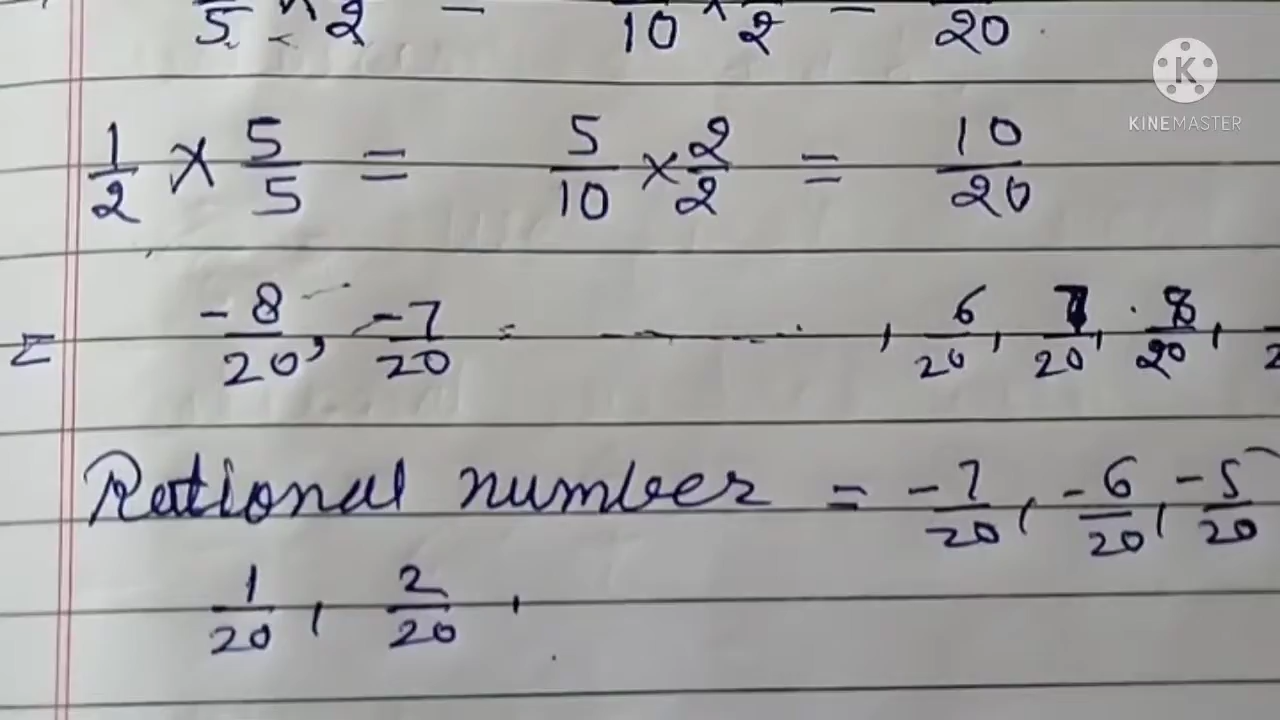 5 × 2 = 10 × 2 = 20
1/2 × 5/5 = 5/10 × 2/2 = 10/20
= -8/20, -7/20 - - - - - , 6/20, 7/20, 8/20,
Rational number = -7/20, -6/20, -5/20
1/20, 2/20,
K
KINEMASTER